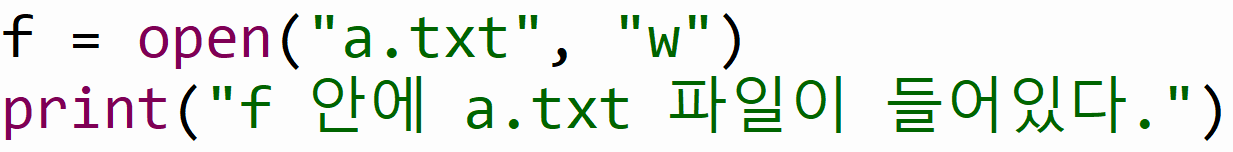 f = open("a.txt", "w")
print("f 안에 a.txt 파일이 들어있다.")